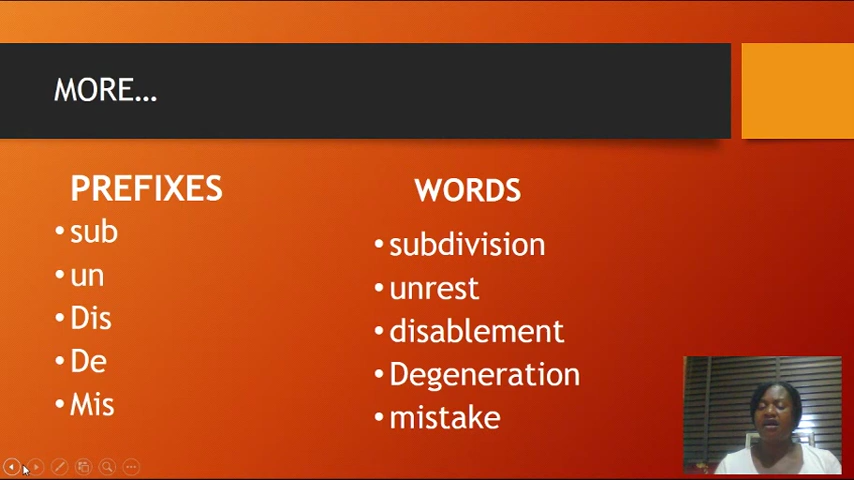 MORE...
PREFIXES
• sub
• un
• Dis
• De
• Mis
WORDS
• subdivision
• unrest
• disablement
• Degeneration
• mistake